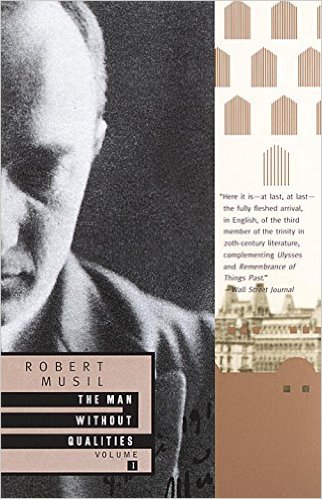 "Here it is—at last, at last—
the fully fleshed arrival,
in English, of the third
member of the trinity in
20th-century literature,
complementing Ulysses
and Remembrance of
Things Past."
—Wall Street Journal
ROBERT
MUSIL
THE MAN
WITHOUT
QUALITIES
VOLUME
I